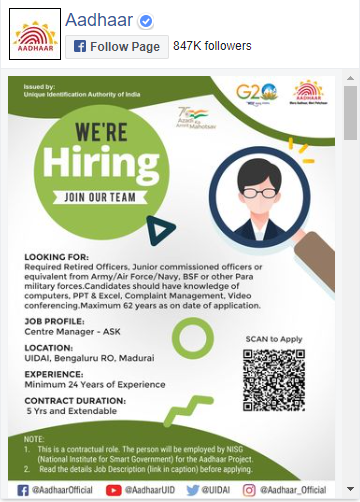 Aadhaar
AADHAAR
Follow Page
847K followers
Issued by:
Unique Identification Authority of India
G20
AADHAAR
Azadi Ka
Amrit Mahotsav
WE'RE
Hiring
JOIN OUR TEAM
LOOKING FOR:
Required Retired Officers, Junior commissioned officers or
equivalent from Army/Air Force/Navy, BSF or other Para
military forces.Candidates should have knowledge of
computers, PPT & Excel, Complaint Management, Video
conferencing.Maximum 62 years as on date of application.
JOB PROFILE:
Centre Manager - ASK
LOCATION:
UIDAI, Bengaluru RO, Madurai
SCAN to Apply
EXPERIENCE:
Minimum 24 Years of Experience
CONTRACT DURATION:
5 Yrs and Extendable
NOTE:
1. This is a contractual role. The person will be employed by NISG
(National Institute for Smart Government) for the Aadhaar Project.
2. Read the details Job Description (link in caption) before applying.
@AadhaarOfficial
@AadhaarUID
@UIDAI
@Aadhaar_Official